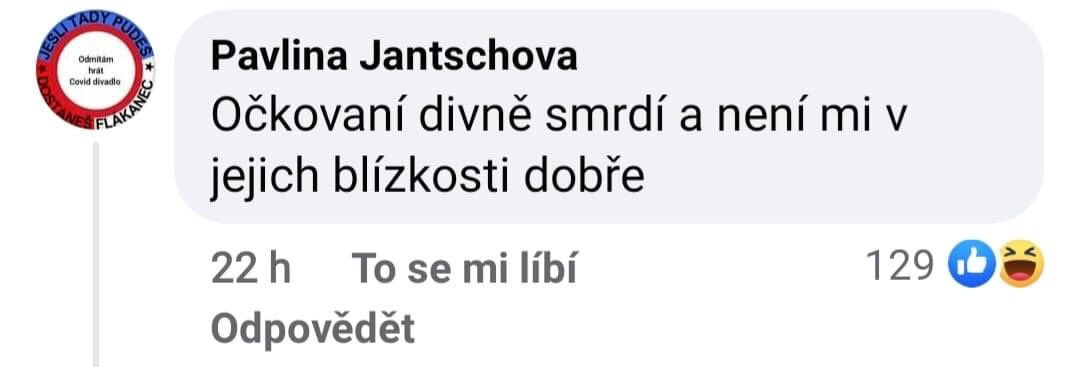 JESLI TADY PUDEŠ
Odmítám
hrát
Covid divadlo
DOSTANEŠ FLAKANEC
Pavlina Jantschova
Očkovaní divně smrdí a není mi v
jejich blízkosti dobře
22 h To se mi líbí 129
Odpovědět